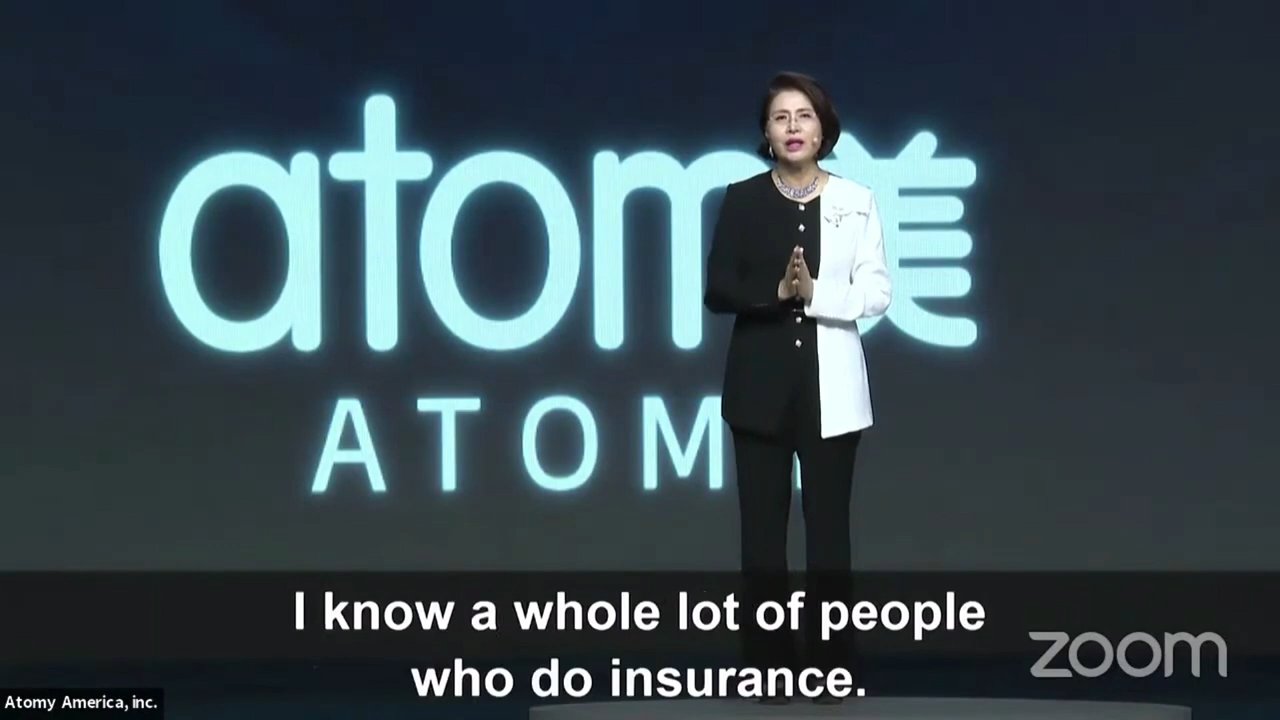 atom美
ATOM
I know a whole lot of people
who do insurance.
zoom
Atomy America, inc.